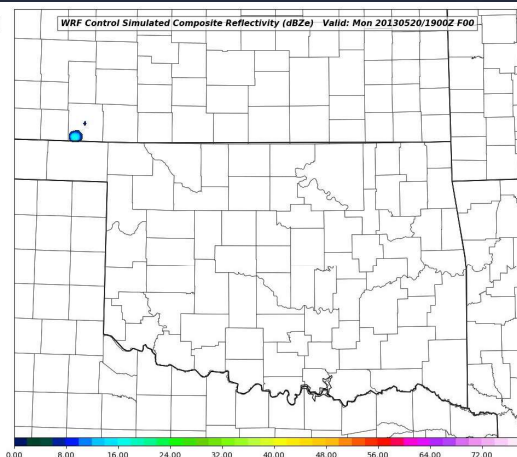 WRF Control Simulated Composite Reflectivity (dBZe) Valid: Mon 20130520/1900Z F00
0.00 8.00 16.00 24.00 32.00 40.00 48.00 56.00 64.00 72.00